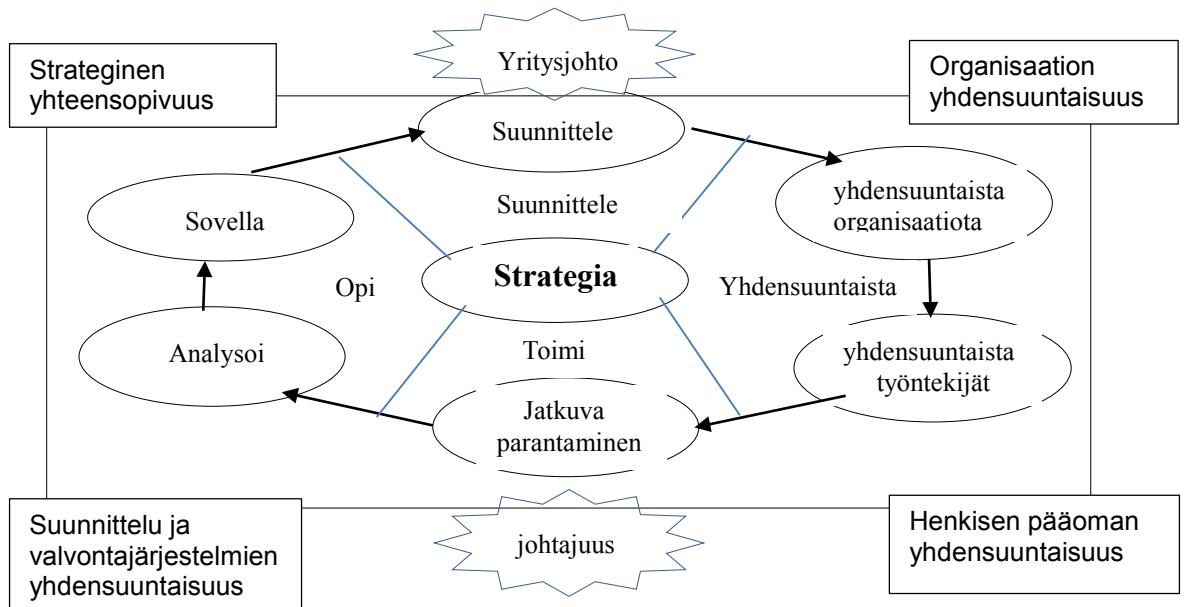 Strateginen
yhteensopivuus
Yritysjohto
Organisaation
yhdensuuntaisuus
Suunnittele
Sovella
Suunnittele
yhdensuuntaista
organisaatiota
Strategia
Opi
Yhdensuuntaista
Analysoi
Toimi
yhdensuuntaista
työntekijät
Jatkuva
parantaminen
Suunnittelu ja
valvontajärjestelmien
yhdensuuntaisuus
johtajuus
Henkisen pääoman
yhdensuuntaisuus